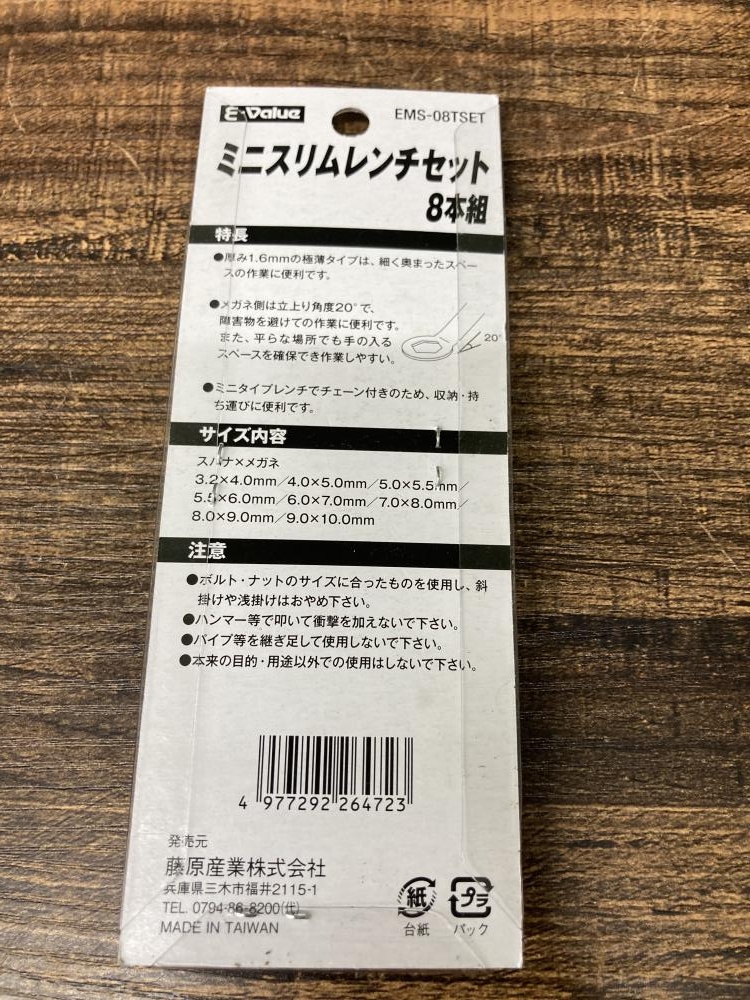 E-Value
EMS-08TSET
ミニスリムレンチセット
8本組
特長
●厚み1.6mmの極薄タイプは、細く奥まったスペー
スの作業に便利です。
●メガネ側は立上り角度20°で、
障害物を避けての作業に便利です。
また、平らな場所でも手の入る
スペースを確保でき作業しやすい。
20°
●ミニタイプレンチでチェーン付きのため、収納・持
ち運びに便利です。
サイズ内容
スパナ×メガネ
3.2×4.0mm/4.0×5.0mm/5.0×5.5mm/
5.5×6.0mm/6.0×7.0mm/7.0×8.0mm/
8.0×9.0mm/9.0×10.0mm
注意
●ボルト・ナットのサイズに合ったものを使用し、斜
掛けや浅掛けはおやめ下さい。
●ハンマー等で叩いて衝撃を加えないで下さい。
●パイプ等を継ぎ足して使用しないで下さい。
●本来の目的・用途以外での使用はしないで下さい。
4 977292 264723
発売元
藤原産業株式会社
兵庫県三木市福井2115-1
TEL. 0794-86-8200(代)
MADE IN TAIWAN
紙
台紙
プラ
パック